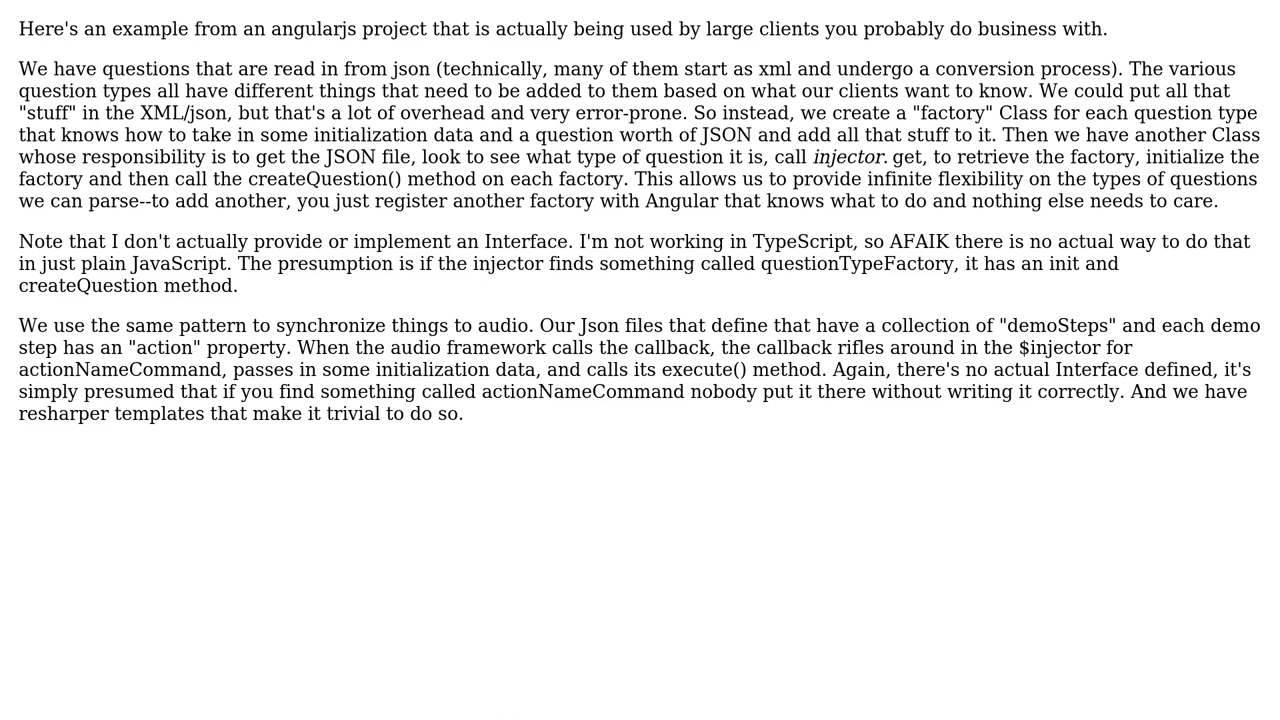 Here's an example from an angularjs project that is actually being used by large clients you probably do business with.
We have questions that are read in from json (technically, many of them start as xml and undergo a conversion process). The various
question types all have different things that need to be added to them based on what our clients want to know. We could put all that
"stuff" in the XML/json, but that's a lot of overhead and very error-prone. So instead, we create a "factory" Class for each question type
that knows how to take in some initialization data and a question worth of JSON and add all that stuff to it. Then we have another Class
whose responsibility is to get the JSON file, look to see what type of question it is, call injector. get, to retrieve the factory, initialize the
factory and then call the createQuestion() method on each factory. This allows us to provide infinite flexibility on the types of questions
we can parse--to add another, you just register another factory with Angular that knows what to do and nothing else needs to care.
Note that I don't actually provide or implement an Interface. I'm not working in TypeScript, so AFAIK there is no actual way to do that
in just plain JavaScript. The presumption is if the injector finds something called questionTypeFactory, it has an init and
createQuestion method.
We use the same pattern to synchronize things to audio. Our Json files that define that have a collection of "demoSteps" and each demo
step has an "action" property. When the audio framework calls the callback, the callback rifles around in the $injector for
actionNameCommand, passes in some initialization data, and calls its execute() method. Again, there's no actual Interface defined, it's
simply presumed that if you find something called actionNameCommand nobody put it there without writing it correctly. And we have
resharper templates that make it trivial to do so.